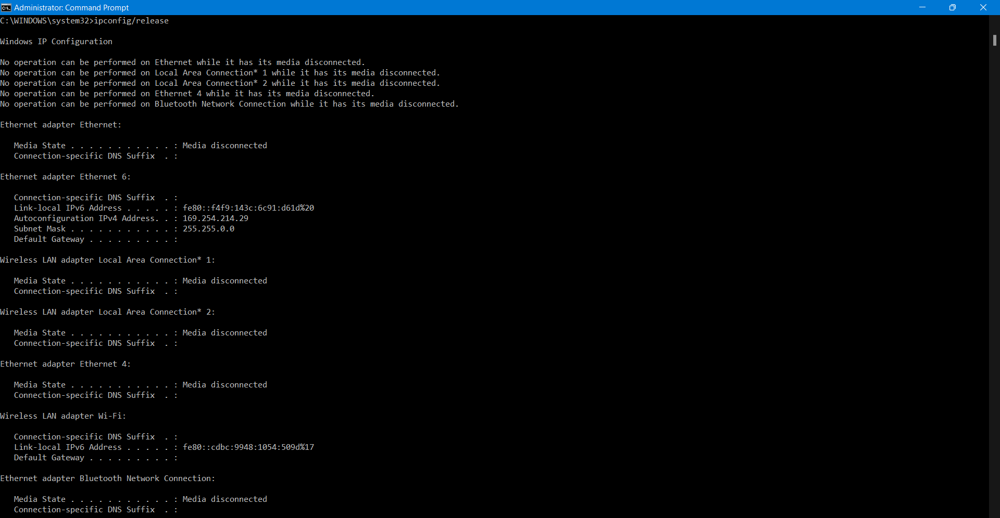 Administrator: Command Prompt
C:\WINDOWS\system32>ipconfig/release
Windows IP Configuration
No operation can be performed on Ethernet while it has its media disconnected.
No operation can be performed on Local Area Connection* 1 while it has its media disconnected.
No operation can be performed on Local Area Connection* 2 while it has its media disconnected.
No operation can be performed on Ethernet 4 while it has its media disconnected.
No operation can be performed on Bluetooth Network Connection while it has its media disconnected.
Ethernet adapter Ethernet:
Media State . . . . . . . . . . . : Media disconnected
Connection-specific DNS Suffix  . :
Ethernet adapter Ethernet 6:
Connection-specific DNS Suffix  . :
Link-local IPv6 Address . . . . . : fe80::f4f9:143c:6c91:d61d%20
Autoconfiguration IPv4 Address. . : 169.254.214.29
Subnet Mask . . . . . . . . . . . : 255.255.0.0
Default Gateway . . . . . . . . . :
Wireless LAN adapter Local Area Connection* 1:
Media State . . . . . . . . . . . : Media disconnected
Connection-specific DNS Suffix  . :
Wireless LAN adapter Local Area Connection* 2:
Media State . . . . . . . . . . . : Media disconnected
Connection-specific DNS Suffix  . :
Ethernet adapter Ethernet 4:
Media State . . . . . . . . . . . : Media disconnected
Connection-specific DNS Suffix  . :
Wireless LAN adapter Wi-Fi:
Connection-specific DNS Suffix  . :
Link-local IPv6 Address . . . . . : fe80::cdbc:9948:1054:509d%17
Default Gateway . . . . . . . . . :
Ethernet adapter Bluetooth Network Connection:
Media State . . . . . . . . . . . : Media disconnected
Connection-specific DNS Suffix  . :